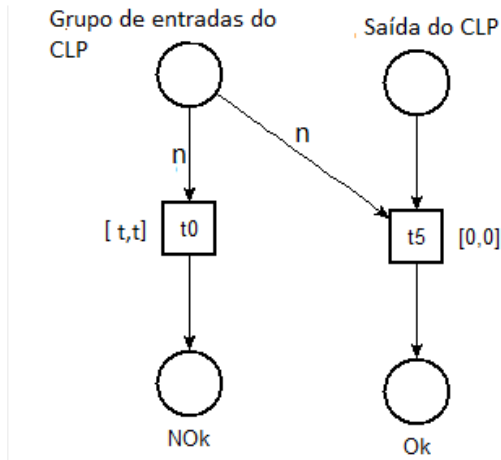 Grupo de entradas do
CLP
Saída do CLP
n
n
[ t,t]
t0
t5
[0,0]
NOk
Ok